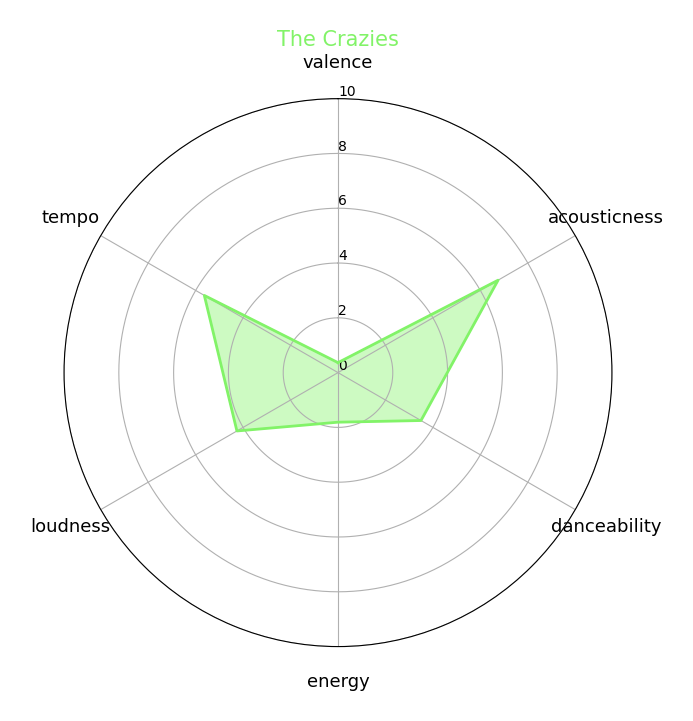 The Crazies
valence
10
8
6
4
2
0
tempo
acousticness
loudness
danceability
energy